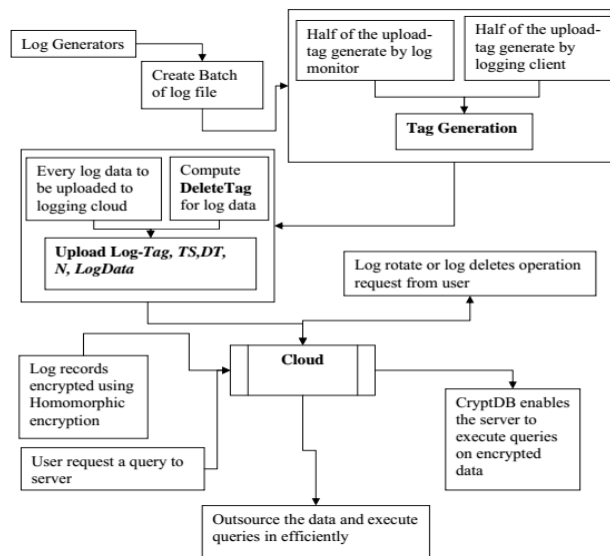 Log Generators
Create Batch
of log file
Half of the upload-
tag generate by log
monitor
Half of the upload-
tag generate by
logging client
Tag Generation
Every log data to
be uploaded to
logging cloud
Compute
DeleteTag
for log data
Upload Log-Tag, TS,DT,
N, LogData
Log rotate or log deletes operation
request from user
Cloud
Log records
encrypted using
Homomorphic
encryption
User request a query to
server
CryptDB enables
the server to
execute queries
on encrypted
data
Outsource the data and execute
queries in efficiently